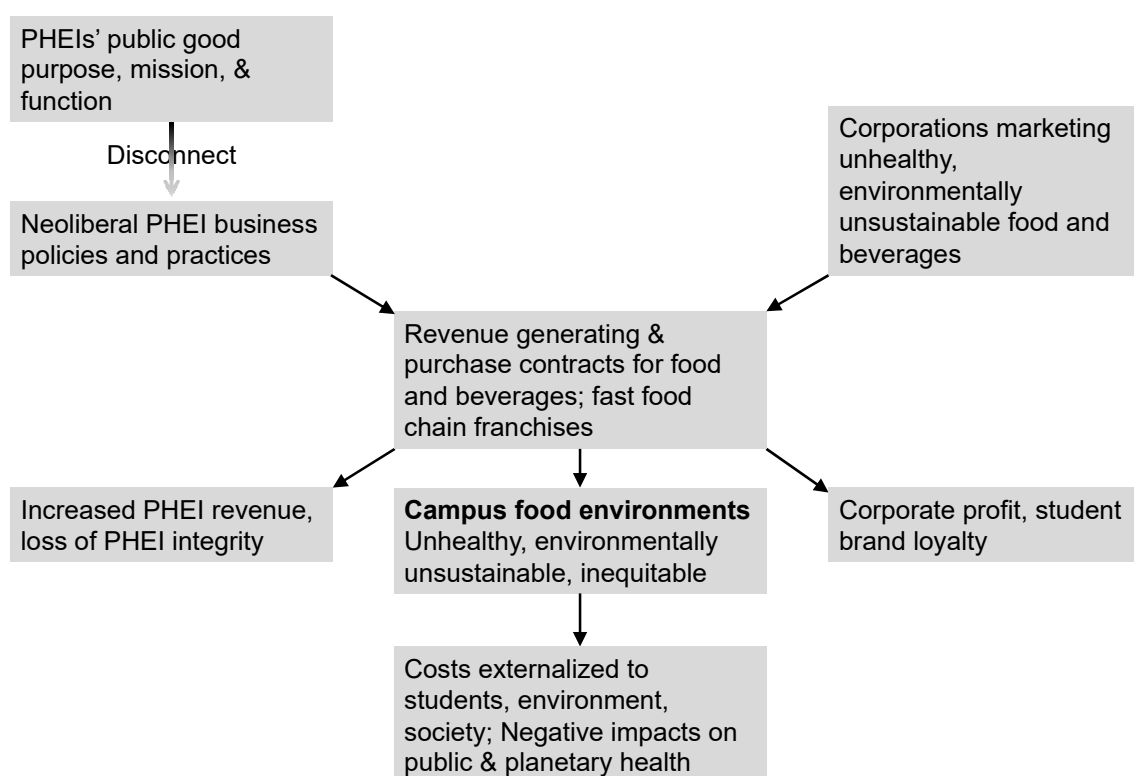 PHEIs’ public good
purpose, mission, &
function
Disconnect
Neoliberal PHEI business
policies and practices
Corporations marketing
unhealthy,
environmentally
unsustainable food and
beverages
Revenue generating &
purchase contracts for food
and beverages; fast food
chain franchises
Increased PHEI revenue,
loss of PHEI integrity
Campus food environments
Unhealthy, environmentally
unsustainable, inequitable
Corporate profit, student
brand loyalty
Costs externalized to
students, environment,
society; Negative impacts on
public & planetary health